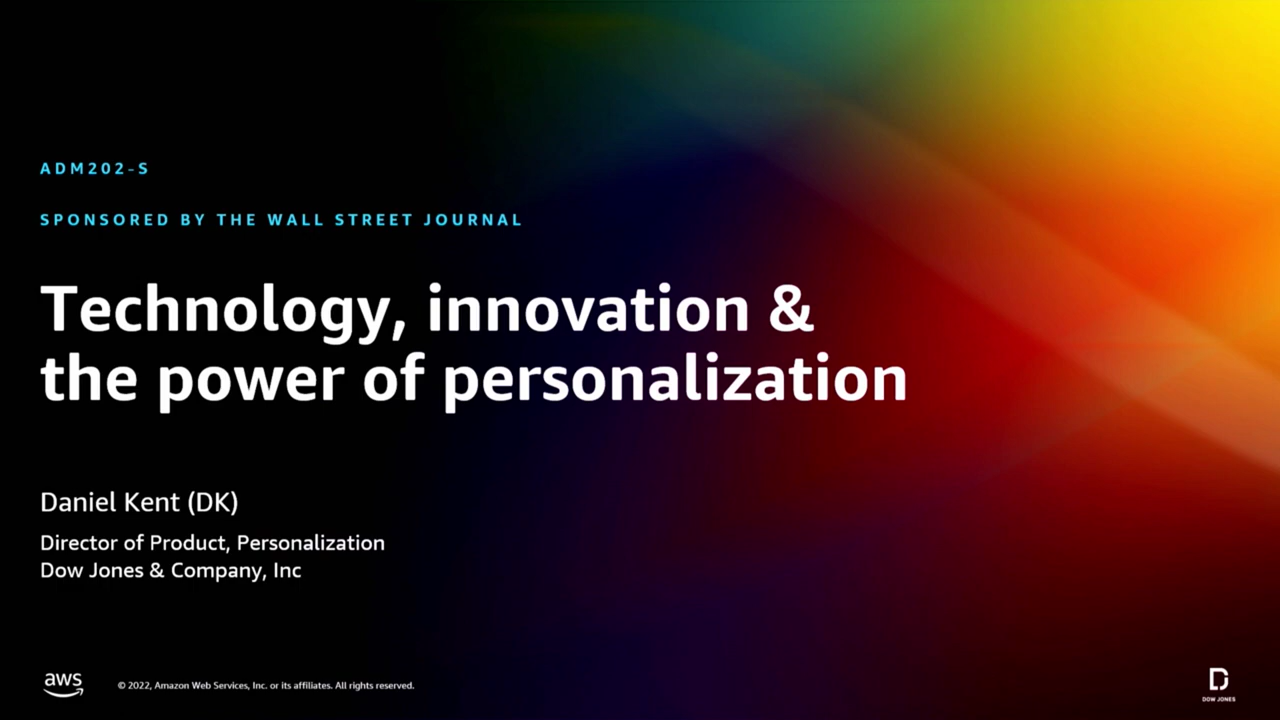 ADM202-S
SPONSORED BY THE WALL STREET JOURNAL
Technology, innovation &
the power of personalization
Daniel Kent (DK)
Director of Product, Personalization
Dow Jones & Company, Inc
aws
© 2022, Amazon Web Services, Inc. or its affiliates. All rights reserved.
D
DOW JONES